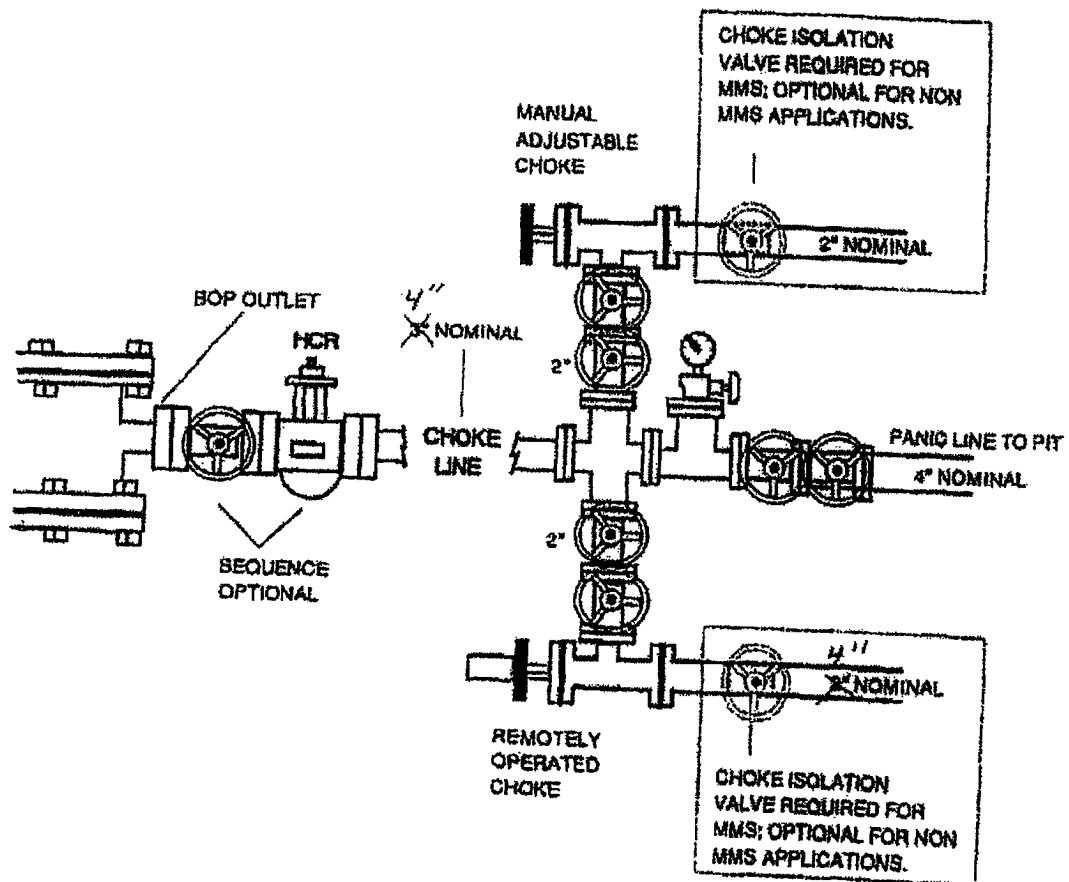 CHOKE ISOLATION
VALVE REQUIRED FOR
MMS; OPTIONAL FOR NON
MMS APPLICATIONS.
MANUAL
ADJUSTABLE
CHOKE
2" NOMINAL
BOP OUTLET
HCR
4"
3" NOMINAL
2"
CHOKE
LINE
PANIC LINE TO PIT
4" NOMINAL
2"
SEQUENCE
OPTIONAL
4"
2" NOMINAL
REMOTELY
OPERATED
CHOKE
CHOKE ISOLATION
VALVE REQUIRED FOR
MMS; OPTIONAL FOR NON
MMS APPLICATIONS.